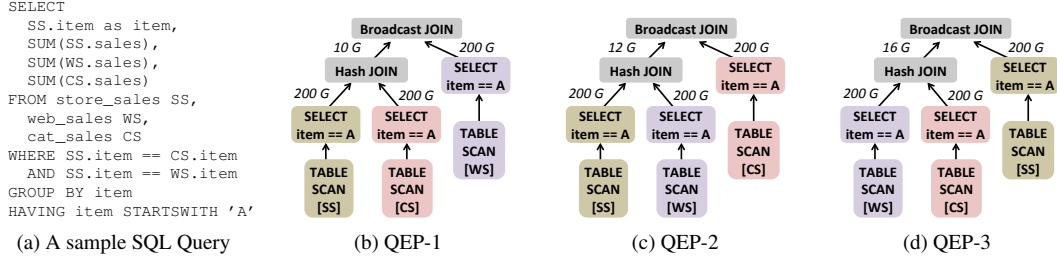 SELECT
SS.item as item,
SUM(SS.sales),
SUM(WS.sales),
SUM(CS.sales)
FROM store_sales SS,
web_sales WS,
cat_sales CS
WHERE SS.item == CS.item
AND SS.item == WS.item
GROUP BY item
HAVING item STARTSWITH 'A'
(a) A sample SQL Query
Broadcast JOIN
10 G
200 G
Hash JOIN
SELECT
item == A
200 G
200 G
SELECT
item == A
SELECT
item == A
TABLE
SCAN
[WS]
TABLE
SCAN
[SS]
TABLE
SCAN
[CS]
(b) QEP-1
Broadcast JOIN
12 G
200 G
Hash JOIN
SELECT
item == A
200 G
200 G
SELECT
item == A
SELECT
item == A
TABLE
SCAN
[CS]
TABLE
SCAN
[SS]
TABLE
SCAN
[WS]
(c) QEP-2
Broadcast JOIN
16 G
200 G
Hash JOIN
SELECT
item == A
200 G
200 G
SELECT
item == A
SELECT
item == A
TABLE
SCAN
[SS]
TABLE
SCAN
[WS]
TABLE
SCAN
[CS]
(d) QEP-3